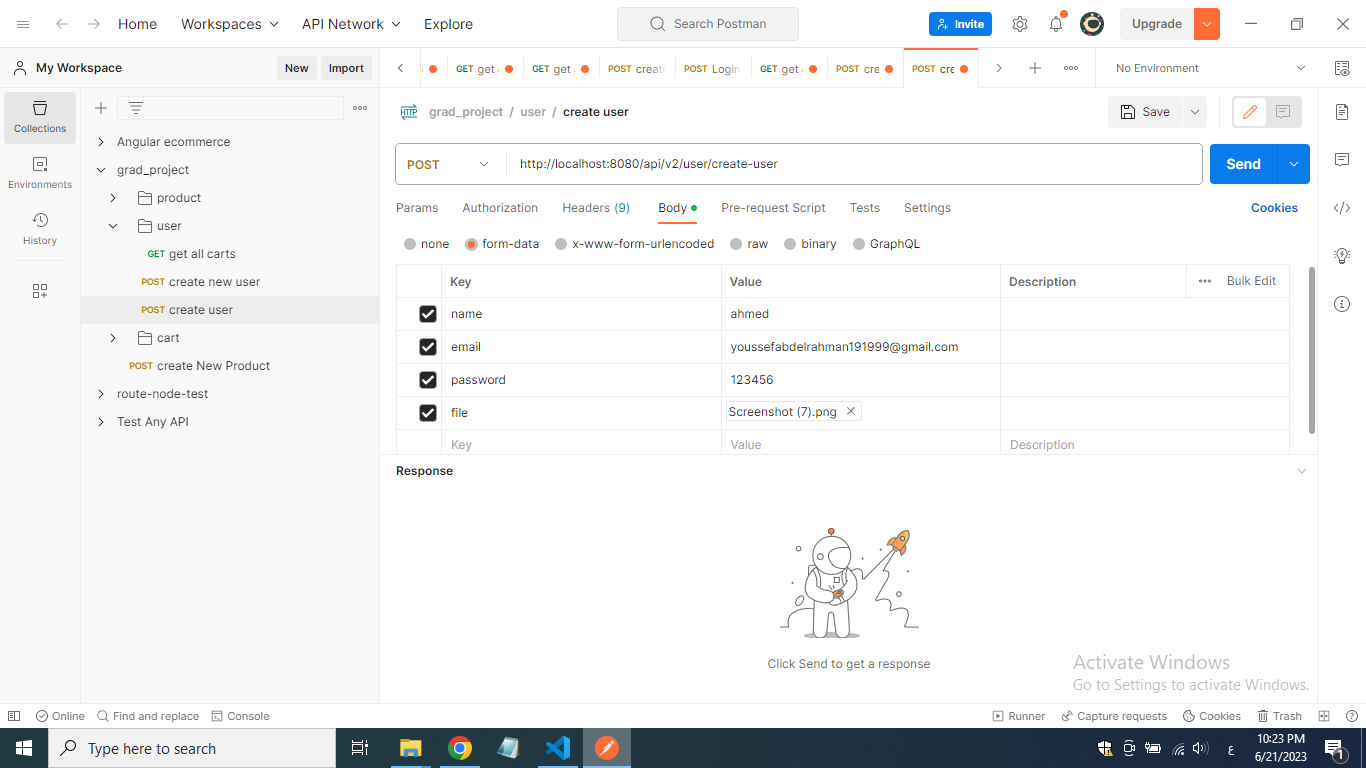 Home Workspaces API Network Explore Search Postman Invite Upgrade
My Workspace New Import GET get GET get POST create POST Login GET get POST cre POST cre No Environment
Collections
Environments
History
Angular ecommerce
grad_project
product
user
GET get all carts
POST create new user
POST create user
cart
POST create New Product
route-node-test
Test Any API
HTTP grad_project / user / create user Save
POST http://localhost:8080/api/v2/user/create-user Send
Params Authorization Headers (9) Body Pre-request Script Tests Settings Cookies
none form-data x-www-form-urlencoded raw binary GraphQL
Key Value Description Bulk Edit
name ahmed
email youssefabdelrahman191999@gmail.com
password 123456
file Screenshot (7).png
Key Value Description
Response
Click Send to get a response
Activate Windows
Go to Settings to activate Windows.
Online Find and replace Console Runner Capture requests Cookies Trash
Type here to search ع 10:23 PM
6/21/2023
1